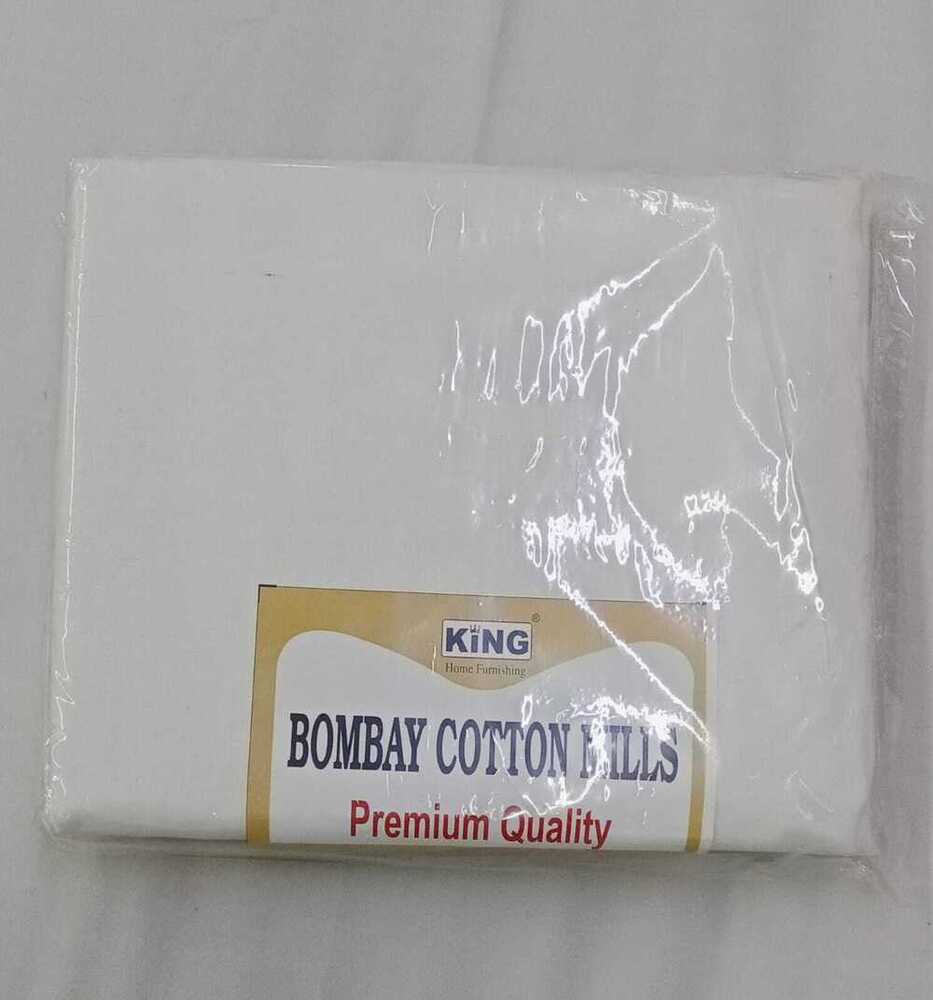 KiNG®
Home Furnishing
BOMBAY COTTON MILLS
Premium Quality